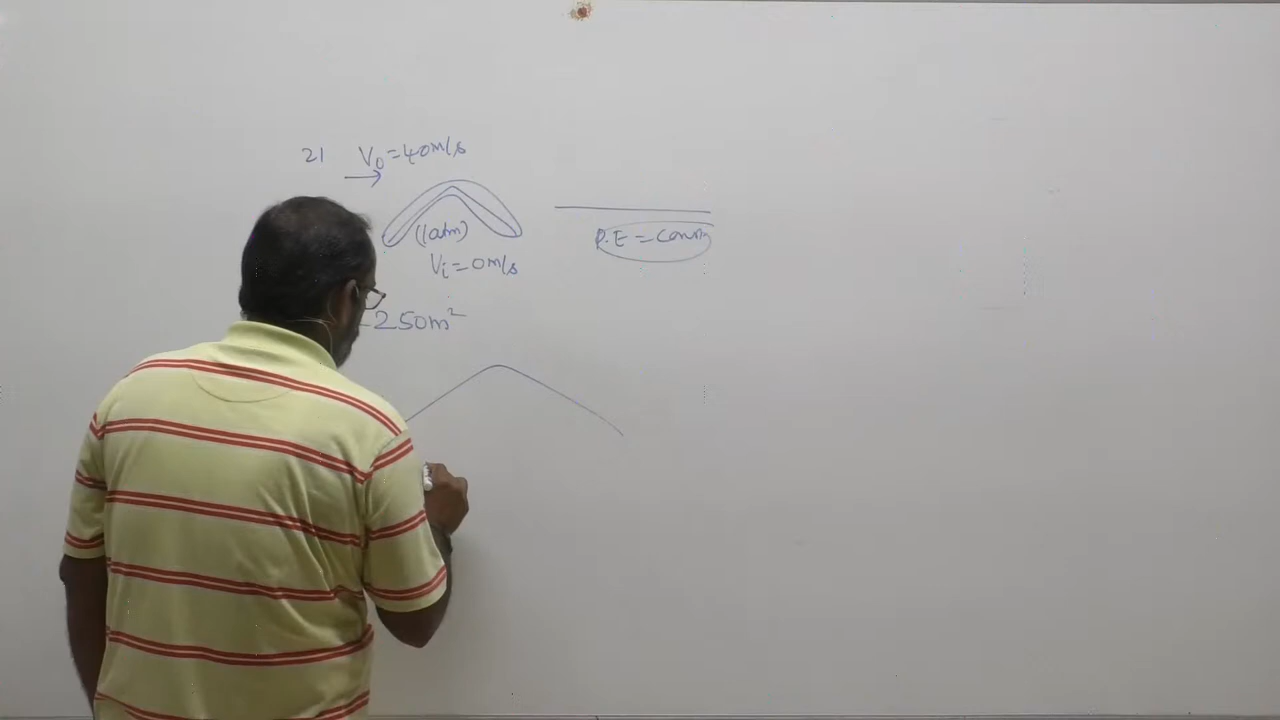 21 V₀ = 40m/s
(1atm)
Vᵢ = 0m/s
P.E = Const
250m²